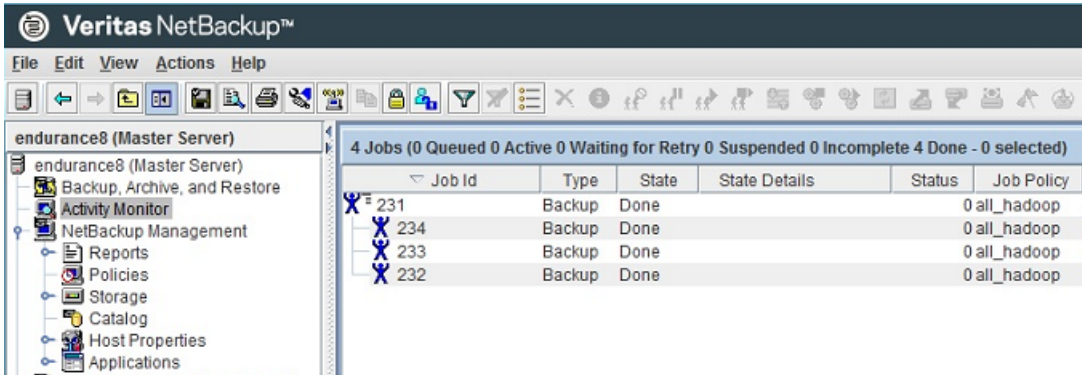 Veritas NetBackup™
File Edit View Actions Help
endurance8 (Master Server)
endurance8 (Master Server)
Backup, Archive, and Restore
Activity Monitor
NetBackup Management
Reports
Policies
Storage
Catalog
Host Properties
Applications
4 Jobs (0 Queued 0 Active 0 Waiting for Retry 0 Suspended 0 Incomplete 4 Done - 0 selected)
Job Id Type State State Details Status Job Policy
231 Backup Done 0 all_hadoop
234 Backup Done 0 all_hadoop
233 Backup Done 0 all_hadoop
232 Backup Done 0 all_hadoop